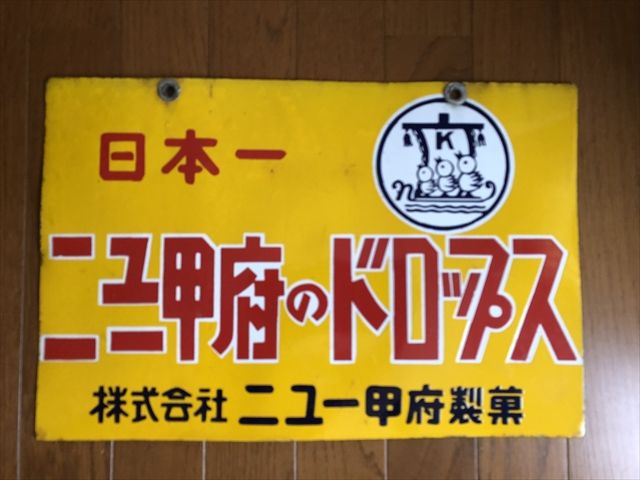 日本一
K
ニュー甲府のドロップス
株式会社 ニユー甲府製菓